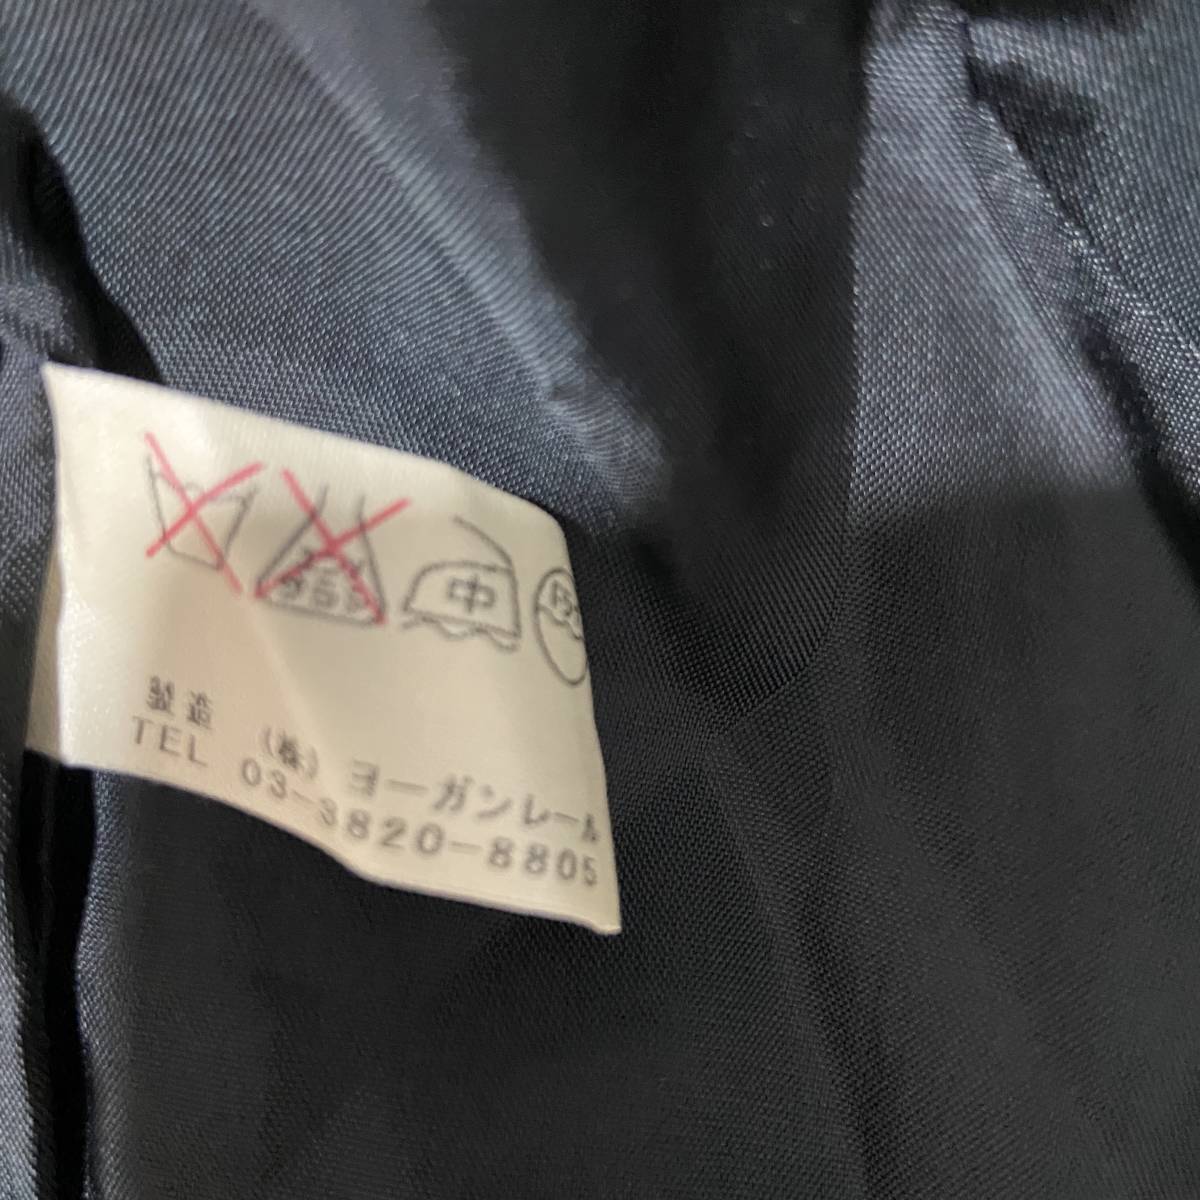 中
製造 (株) ヨーガンレール
TEL 03-3820-8805